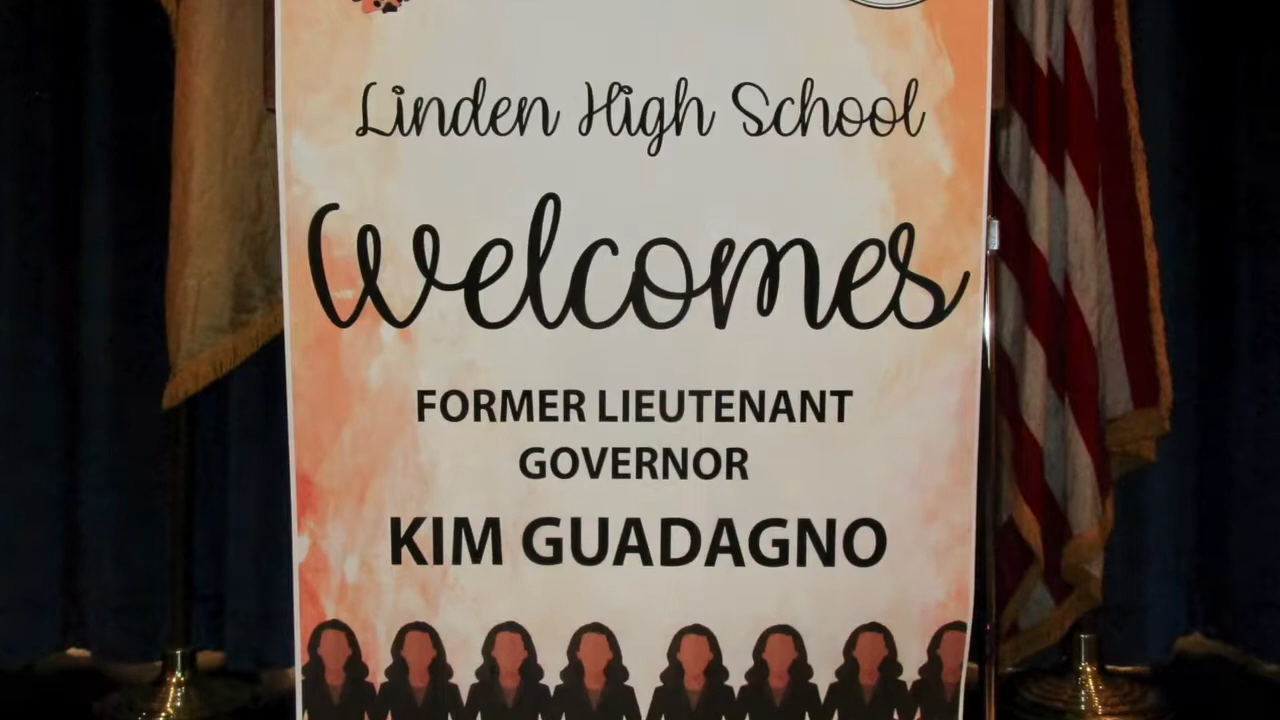 Linden High School
Welcomes
FORMER LIEUTENANT
GOVERNOR
KIM GUADAGNO